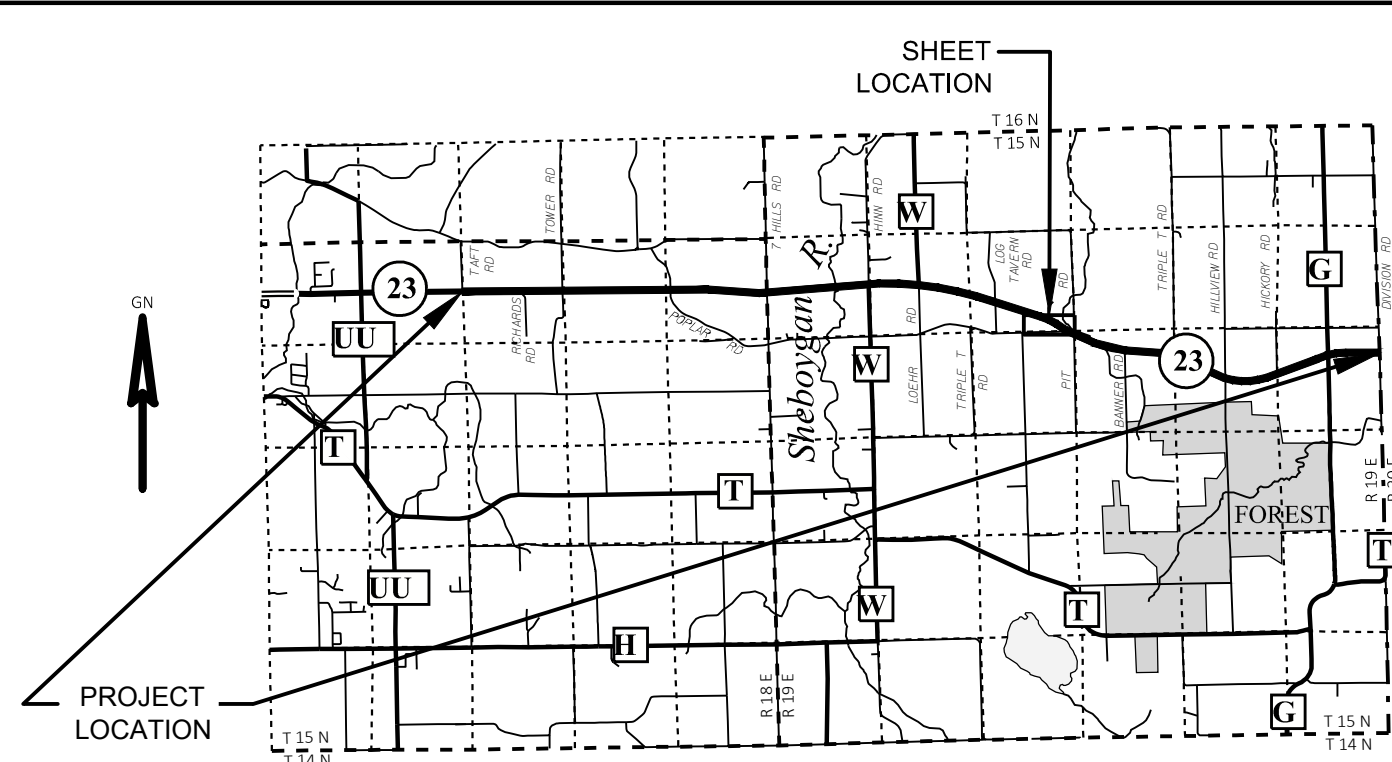 SHEET
LOCATION
T 16 N
T 15 N
GN
TAFT
RD
TOWER RD
7 HILLS RD
HINN RD
W
LOG
TAVERN
RD
RD
TRIPLE T RD
HILLVIEW RD
HICKORY RD
G
DIVISION RD
23
UU
RICHARDS
RD
POPLAR RD
Sheboygan R.
W
LOEHR RD
TRIPLE T
RD
PIT
BANNER RD
23
T
T
FOREST
R 19 E
T
UU
W
T
H
PROJECT
LOCATION
R 18 E
R 19 E
G
T 15 N
T 14 N
T 15 N
T 14 N